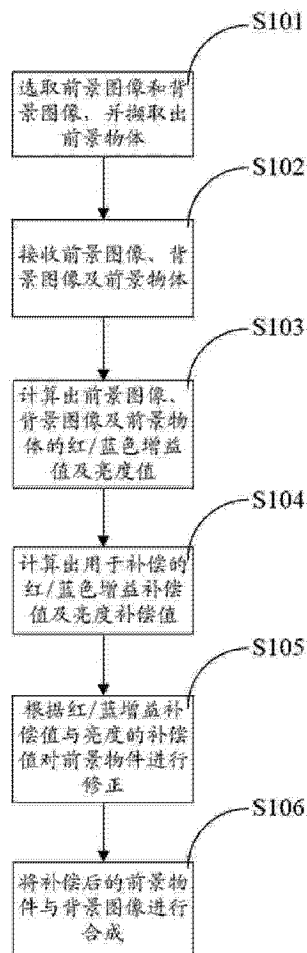 S101
选取前景图像和背
景图像，并撷取出
前景物体
S102
接收前景图像、背
景图像及前景物体
S103
计算出前景图像、
背景图像及前景物
体的红/蓝色增益
值及亮度值
S104
计算出用于补偿的
红/蓝色增益补偿
值及亮度补偿值
S105
根据红/蓝增益补
偿值与亮度的补偿
值对前景物件进行
修正
S106
将补偿后的前景物
件与背景图像进行
合成